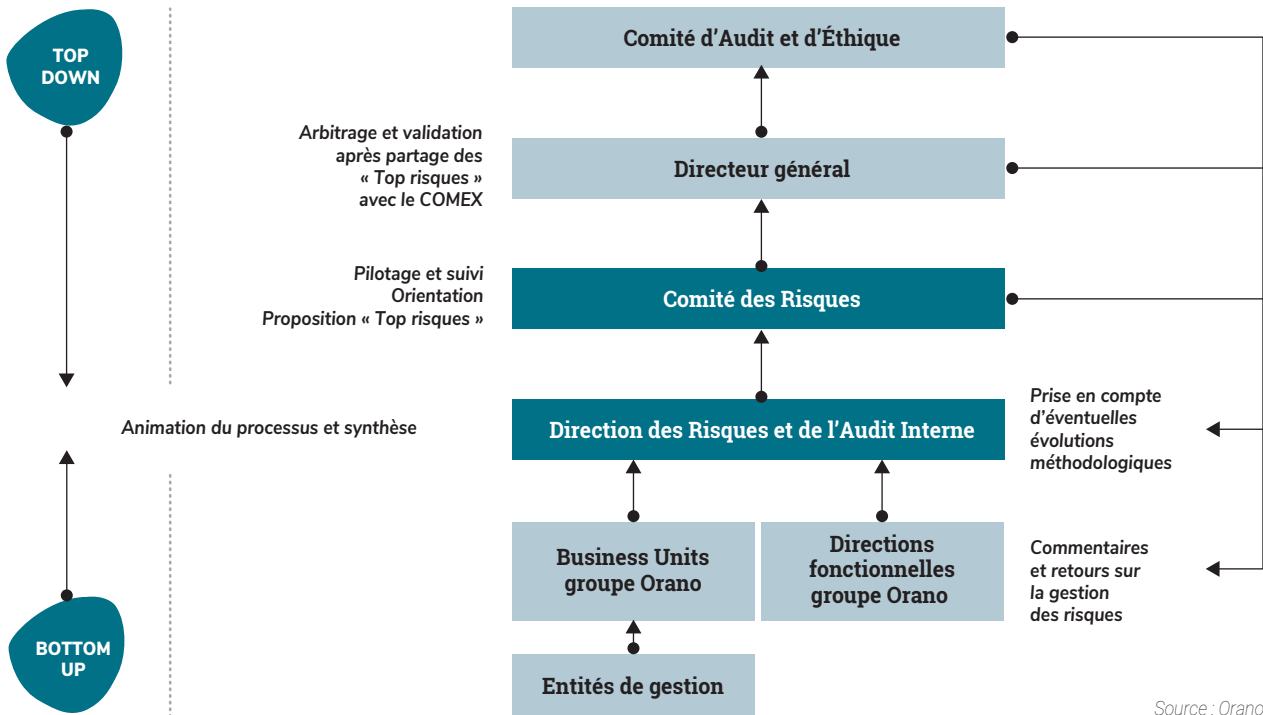 TOP
DOWN
Comité d'Audit et d'Éthique
Arbitrage et validation
après partage des
« Top risques »
avec le COMEX
Directeur général
Pilotage et suivi
Orientation
Proposition « Top risques »
Comité des Risques
Animation du processus et synthèse
Direction des Risques et de l'Audit Interne
Prise en compte
d'éventuelles
évolutions
méthodologiques
Business Units
groupe Orano
Directions
fonctionnelles
groupe Orano
Commentaires
et retours sur
la gestion
des risques
BOTTOM
UP
Entités de gestion
Source : Orano